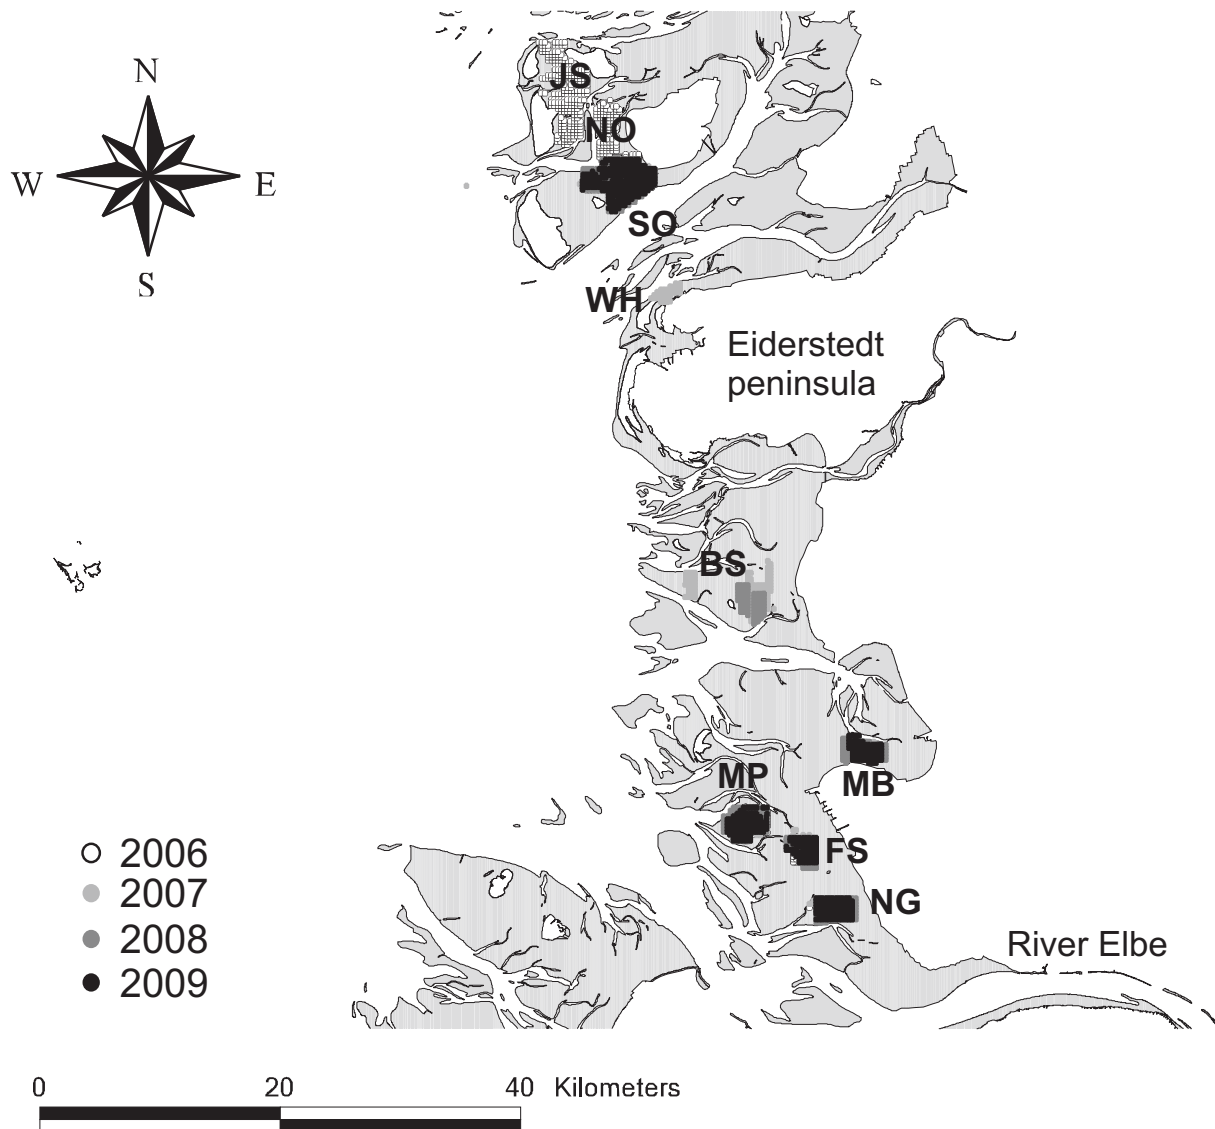 N
W
E
S
JS
NO
SO
WH
Eiderstedt
peninsula
BS
MP
MB
FS
NG
River Elbe
2006
2007
2008
2009
0 20 40 Kilometers